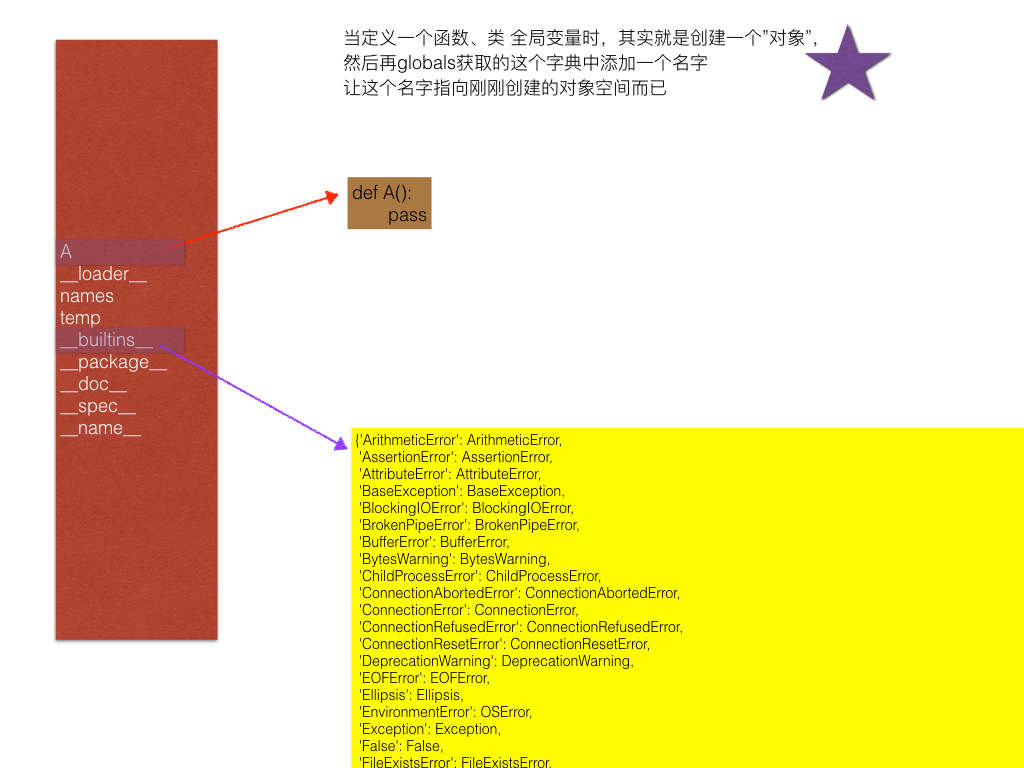 当定义一个函数、类 全局变量时，其实就是创建一个”对象”，
然后再globals获取的这个字典中添加一个名字
让这个名字指向刚刚创建的对象空间而已
def A():
pass
A
__loader__
names
temp
__builtins__
__package__
__doc__
__spec__
__name__
{'ArithmeticError': ArithmeticError,
'AssertionError': AssertionError,
'AttributeError': AttributeError,
'BaseException': BaseException,
'BlockingIOError': BlockingIOError,
'BrokenPipeError': BrokenPipeError,
'BufferError': BufferError,
'BytesWarning': BytesWarning,
'ChildProcessError': ChildProcessError,
'ConnectionAbortedError': ConnectionAbortedError,
'ConnectionError': ConnectionError,
'ConnectionRefusedError': ConnectionRefusedError,
'ConnectionResetError': ConnectionResetError,
'DeprecationWarning': DeprecationWarning,
'EOFError': EOFError,
'Ellipsis': Ellipsis,
'EnvironmentError': OSError,
'Exception': Exception,
'False': False,
'FileExistsError': FileExistsError,